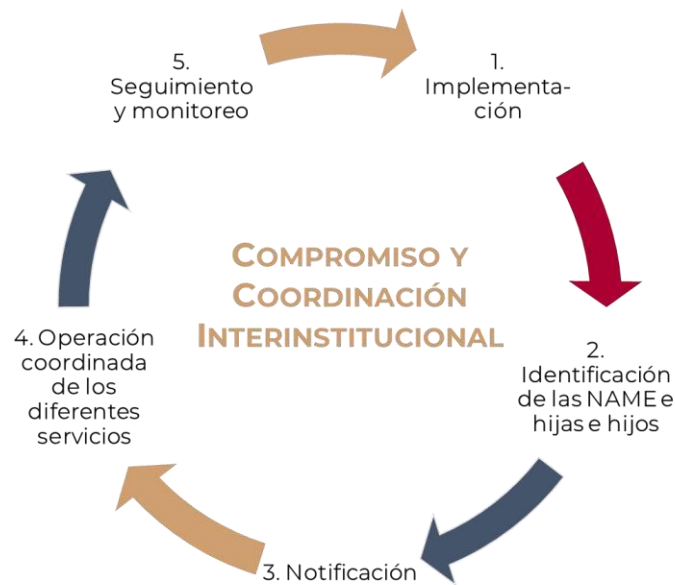 5.
Seguimiento
y monitoreo
1.
Implementa-
ción
COMPROMISO Y
COORDINACIÓN
INTERINSTITUCIONAL
2.
Identificación
de las NAME e
hijas e hijos
3. Notificación
4. Operación
coordinada
de los
diferentes
servicios